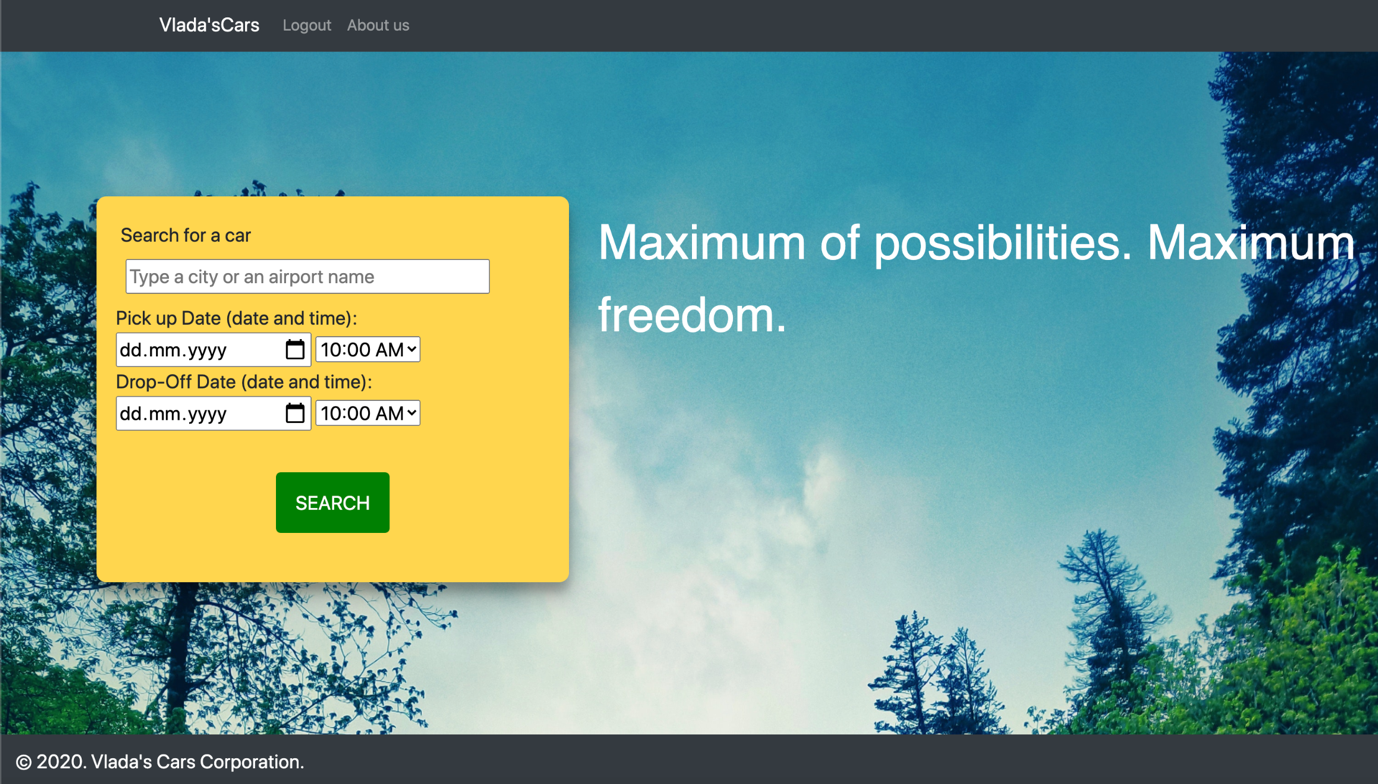 Vlada'sCars Logout About us
Search for a car
Type a city or an airport name
Pick up Date (date and time):
dd.mm.yyyy 10:00 AM
Drop-Off Date (date and time):
dd.mm.yyyy 10:00 AM
SEARCH
Maximum of possibilities. Maximum
freedom.
© 2020. Vlada's Cars Corporation.